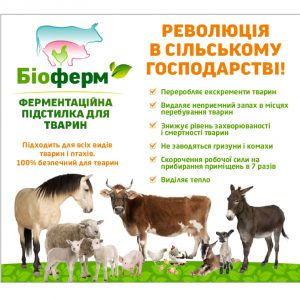 Біоферм
ФЕРМЕНТАЦІЙНА
ПІДСТИЛКА ДЛЯ
ТВАРИН
Підходить для всіх видів
тварин і птахів.
100% безпечний для тварин
РЕВОЛЮЦІЯ
В СІЛЬСЬКОМУ
ГОСПОДАРСТВІ!
Переробляє екскременти тварин
Видаляє неприємний запах в місцях
перебування тварин
Знижує рівень захворюваності
і смертності тварин
Не заводяться гризуни і комахи
Скорочення робочої сили на
прибирання приміщень в 7 разів
Виділяє тепло